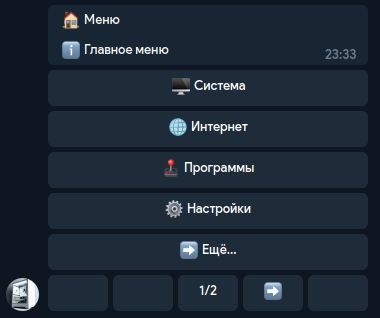 🏠 Меню
ℹ️ Главное меню
23:33
🖥️ Система
🌐 Интернет
🕹️ Программы
⚙️ Настройки
➡️ Ещё...
1/2 ➡️